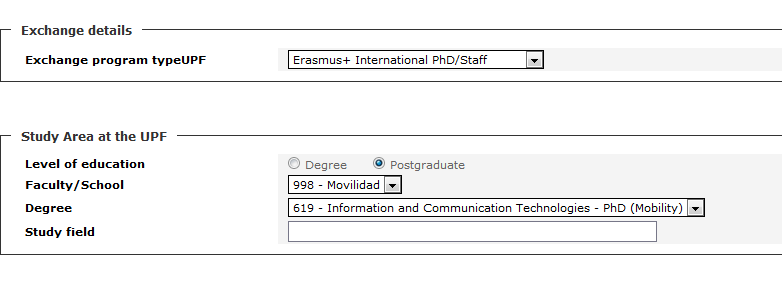 Exchange details
Exchange program typeUPF Erasmus+ International PhD/Staff
Study Area at the UPF
Level of education Degree Postgraduate
Faculty/School 998 - Movilidad
Degree 619 - Information and Communication Technologies - PhD (Mobility)
Study field